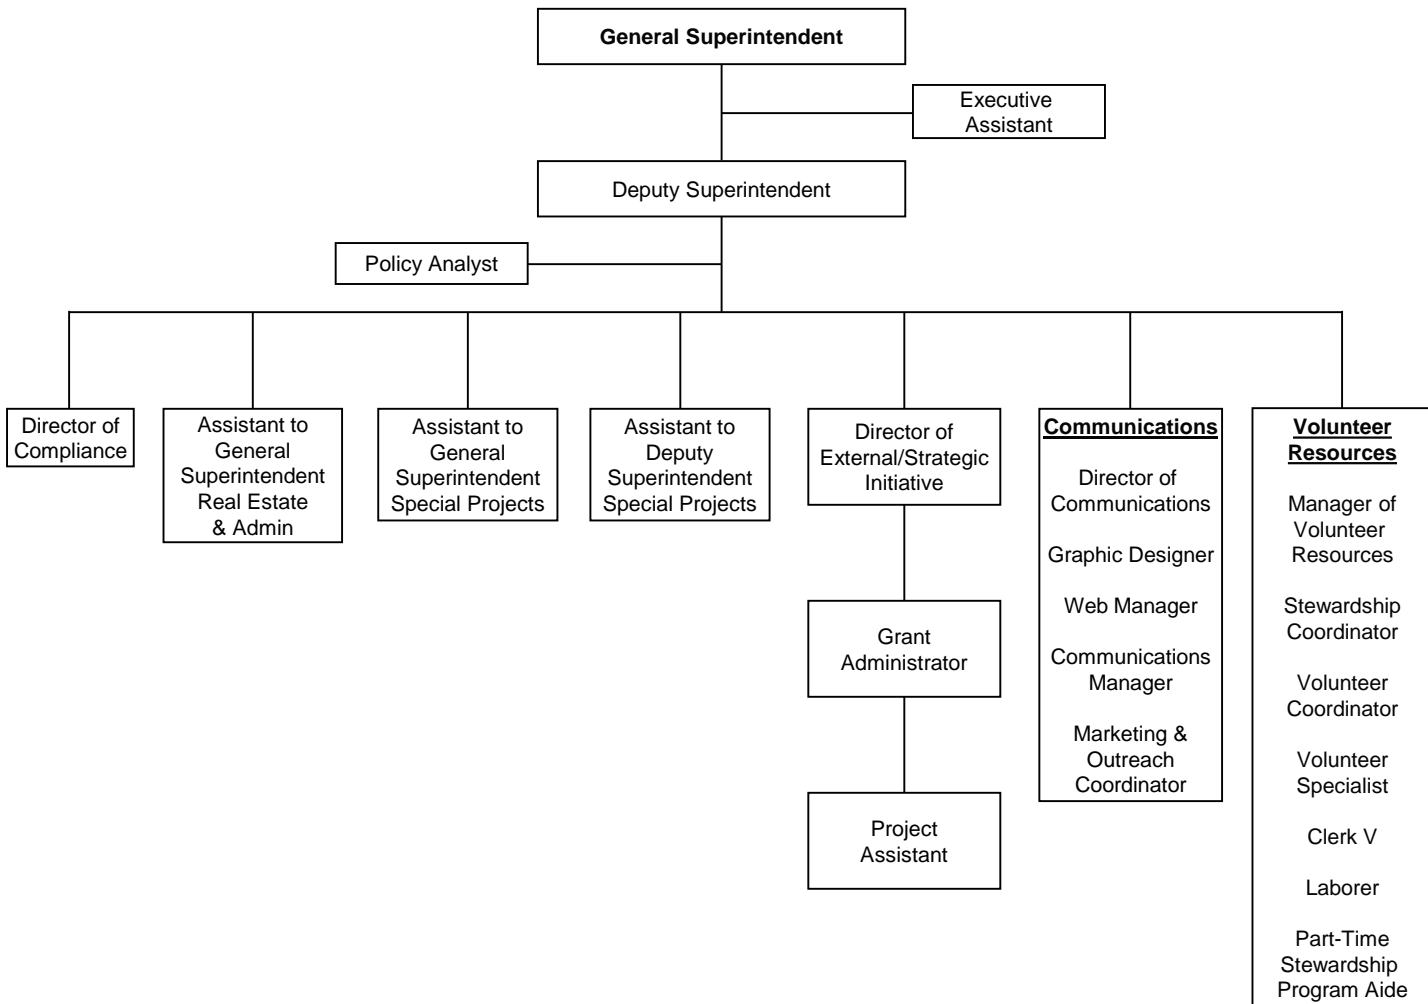 General Superintendent
Executive
Assistant
Deputy Superintendent
Policy Analyst
Director of
Compliance
Assistant to
General
Superintendent
Real Estate
& Admin
Assistant to
General
Superintendent
Special Projects
Assistant to
Deputy
Superintendent
Special Projects
Director of
External/Strategic
Initiative
Grant
Administrator
Project
Assistant
Communications
Director of
Communications
Graphic Designer
Web Manager
Communications
Manager
Marketing &
Outreach
Coordinator
Volunteer
Resources
Manager of
Volunteer
Resources
Stewardship
Coordinator
Volunteer
Coordinator
Volunteer
Specialist
Clerk V
Laborer
Part-Time
Stewardship
Program Aide